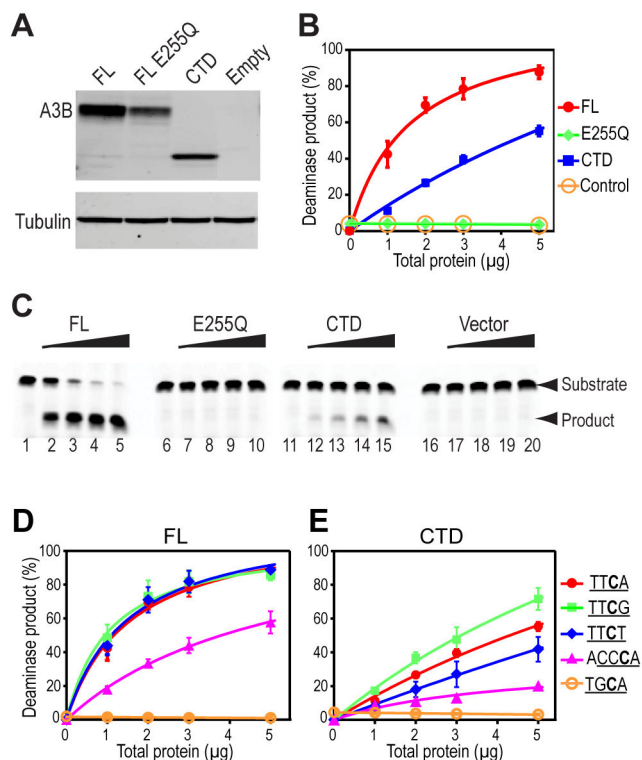 A
FL
FL E255Q
CTD
Empty
A3B
Tubulin
B
Deaminase product (%)
100
80
60
40
20
0
0 1 2 3 4 5
Total protein (µg)
FL
E255Q
CTD
Control
C
FL E255Q CTD Vector
Substrate
Product
1 2 3 4 5 6 7 8 9 10 11 12 13 14 15 16 17 18 19 20
D
FL
Deaminase product (%)
100
80
60
40
20
0
0 1 2 3 4 5
Total protein (µg)
E
CTD
100
80
60
40
20
0
0 1 2 3 4 5
Total protein (µg)
TTCA
TTCG
TTCT
ACCCA
TGCA